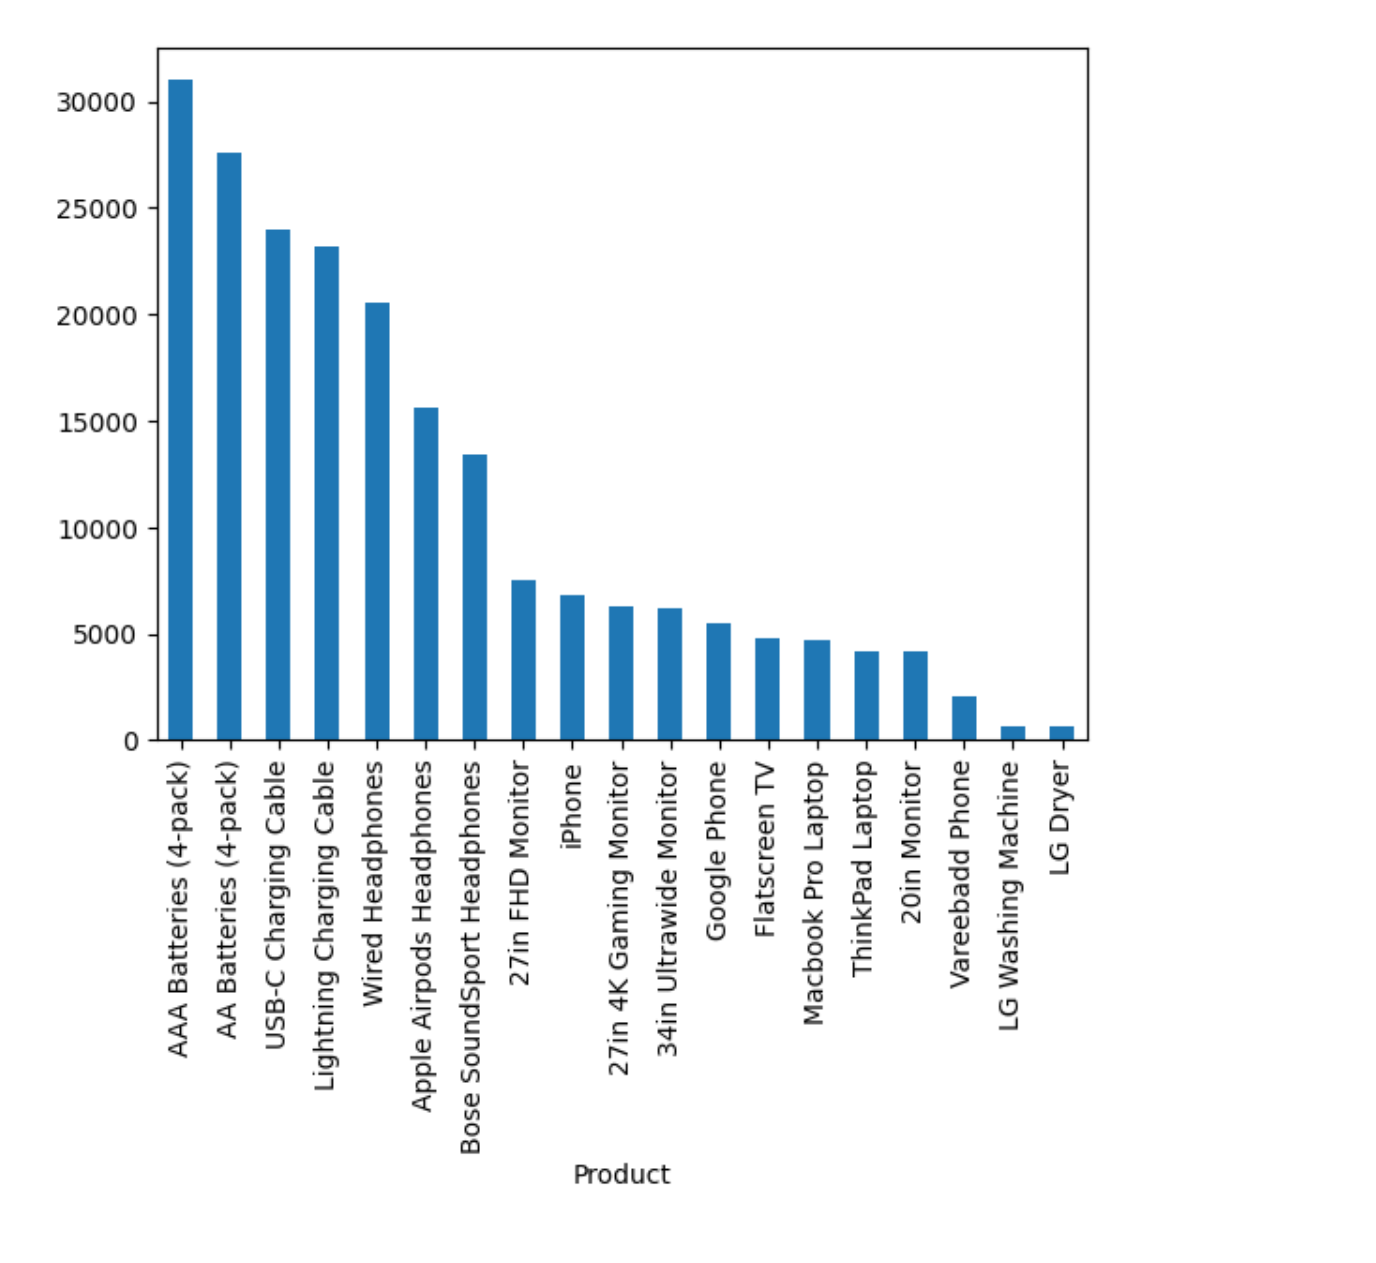 30000
25000
20000
15000
10000
5000
0
AAA Batteries (4-pack)
AA Batteries (4-pack)
USB-C Charging Cable
Lightning Charging Cable
Wired Headphones
Apple Airpods Headphones
Bose SoundSport Headphones
27in FHD Monitor
iPhone
27in 4K Gaming Monitor
34in Ultrawide Monitor
Google Phone
Flatscreen TV
Macbook Pro Laptop
ThinkPad Laptop
20in Monitor
Vareebadd Phone
LG Washing Machine
LG Dryer
Product